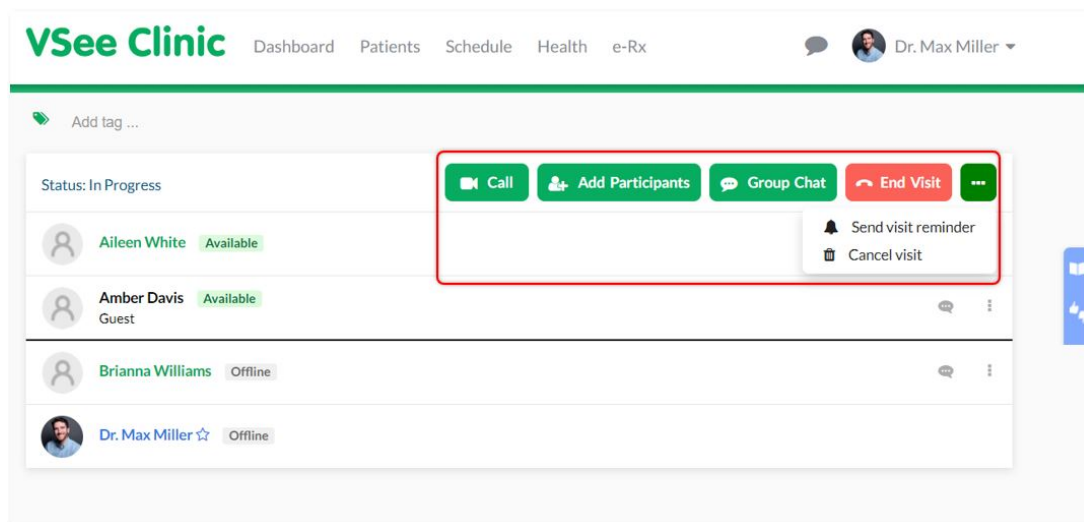 VSee Clinic Dashboard Patients Schedule Health e-Rx Dr. Max Miller
Add tag ...
Status: In Progress Call Add Participants Group Chat End Visit ...
Send visit reminder
Aileen White Available
Cancel visit
Amber Davis Available
Guest
Brianna Williams Offline
Dr. Max Miller Offline